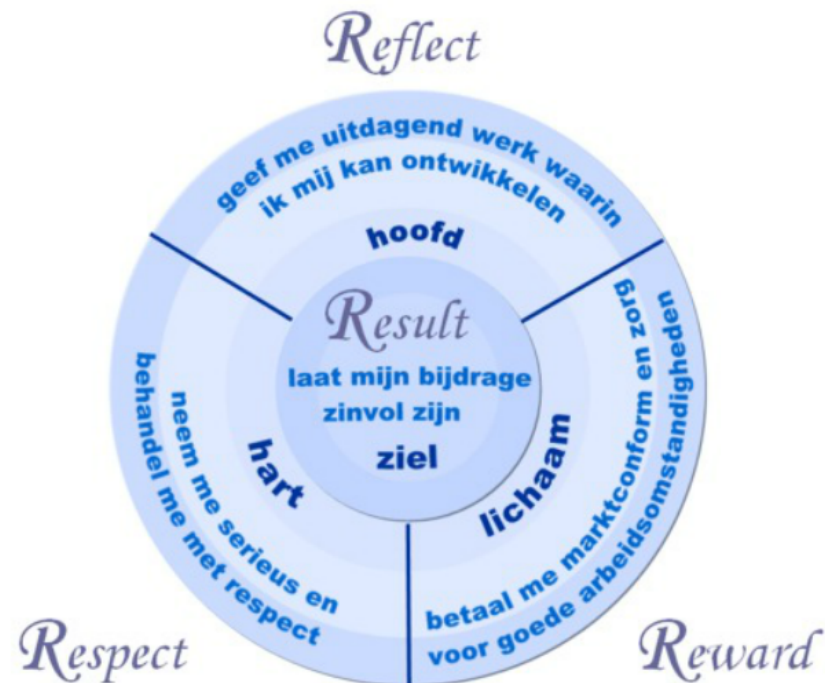 Reflect
geef me uitdagend werk waarin
ik mij kan ontwikkelen
hoofd
Result
laat mijn bijdrage
zinvol zijn
ziel
hart
neem me serieus en
behandel me met respect
lichaam
betaal me marktconform en zorg
voor goede arbeidsomstandigheden
Respect
Reward